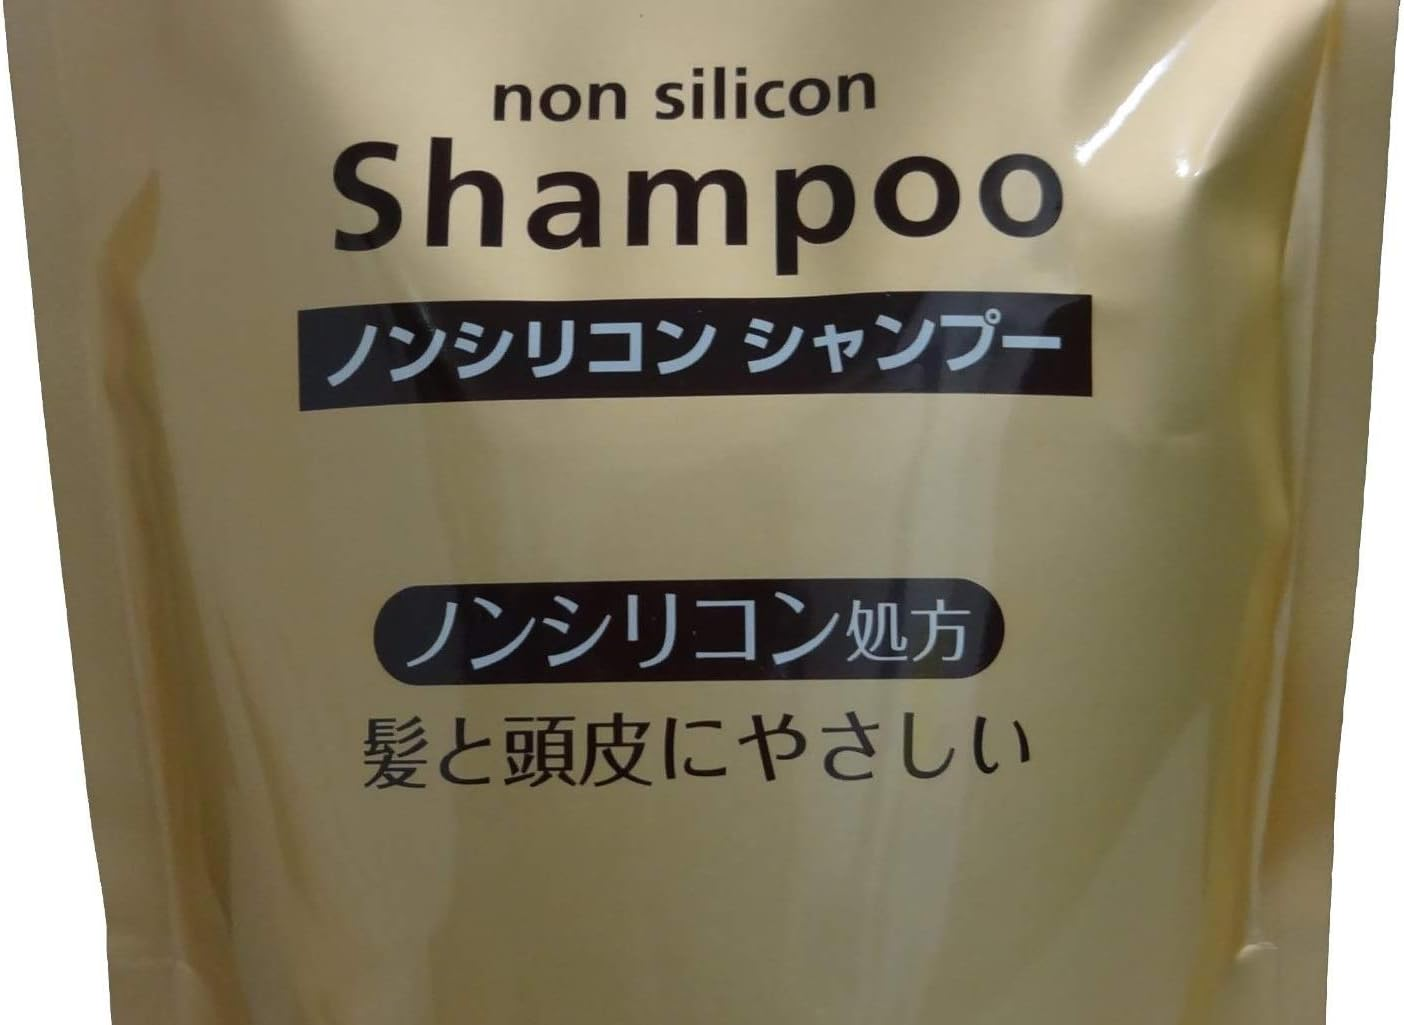 non silicon
Shampoo
ノンシリコン シャンプー
ノンシリコン処方
髪と頭皮にやさしい